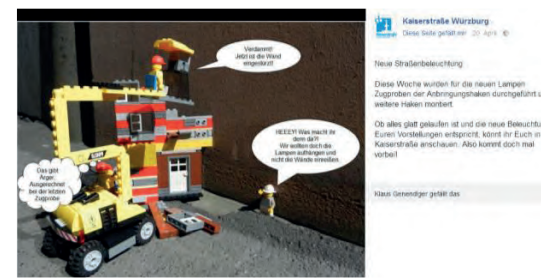 Verdammt!
Jetzt ist die Wand
eingestürzt!
HEEEY! Was macht ihr
denn da?!
Wir wollten doch die
Lampen aufhängen und
nicht die Wände einreißen.
Das gibt
Ärger.
Ausgerechnet
bei der letzten
Zugprobe
Kaiserstraße Würzburg
Diese Seite gefällt mir · 20. April ·
Neue Straßenbeleuchtung
Diese Woche wurden für die neuen Lampen
Zugproben der Anbringungshaken durchgeführt u
weitere Haken montiert.
Ob alles glatt gelaufen ist und die neue Beleuchtu
Euren Vorstellungen entspricht, könnt ihr Euch in
Kaiserstraße anschauen. Also kommt doch mal
vorbei!
Klaus Genendiger gefällt das